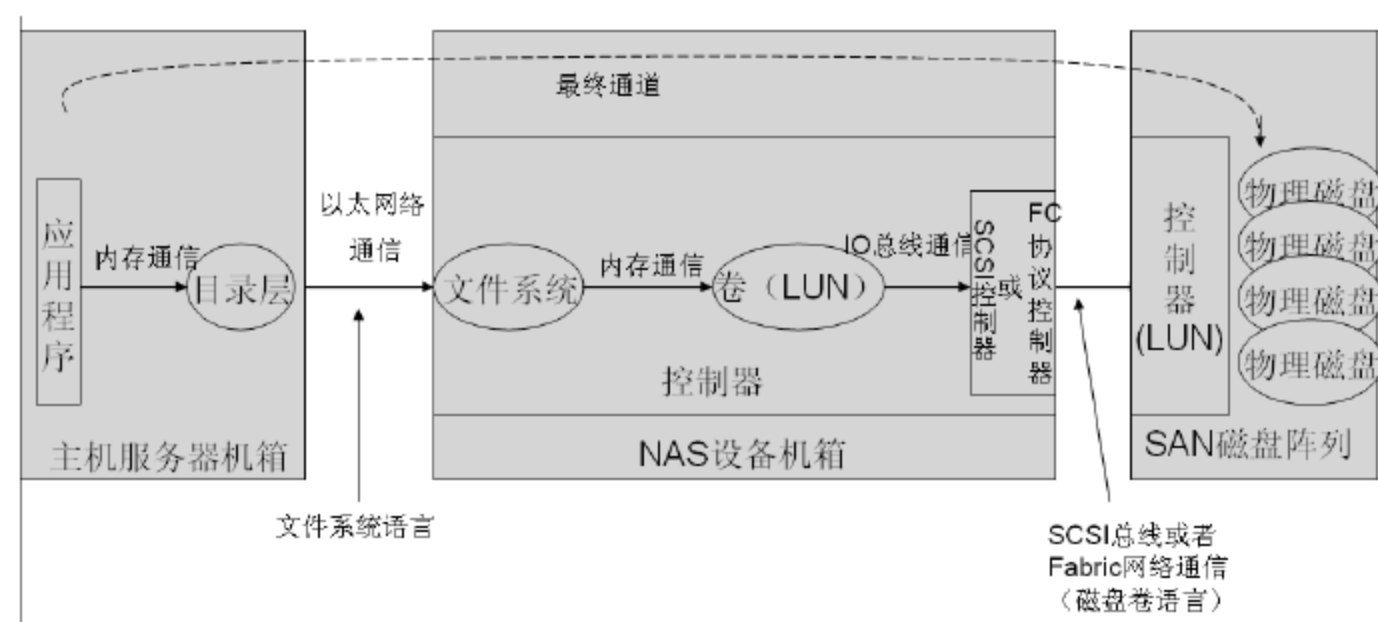 最终通道
应用程序
内存通信
目录层
以太网络
通信
文件系统
内存通信
卷（LUN）
IO总线通信
SCSI控制器
或
FC协议控制器
控制器
(LUN)
物理磁盘
物理磁盘
物理磁盘
物理磁盘
控制器
主机服务器机箱
NAS设备机箱
SAN磁盘阵列
文件系统语言
SCSI总线或者
Fabric网络通信
（磁盘卷语言）